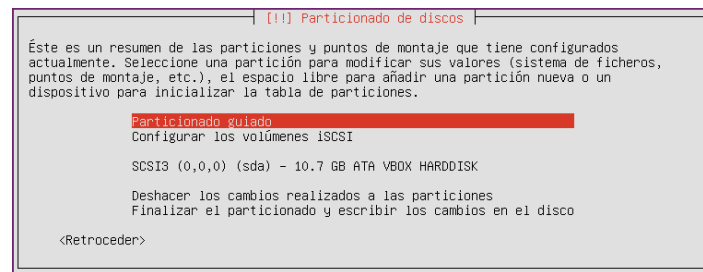 [!!] Particionado de discos
Éste es un resumen de las particiones y puntos de montaje que tiene configurados
actualmente. Seleccione una partición para modificar sus valores (sistema de ficheros,
puntos de montaje, etc.), el espacio libre para añadir una partición nueva o un
dispositivo para inicializar la tabla de particiones.
Particionado guiado
Configurar los volúmenes iSCSI
SCSI3 (0,0,0) (sda) – 10.7 GB ATA VBOX HARDDISK
Deshacer los cambios realizados a las particiones
Finalizar el particionado y escribir los cambios en el disco
<Retroceder>